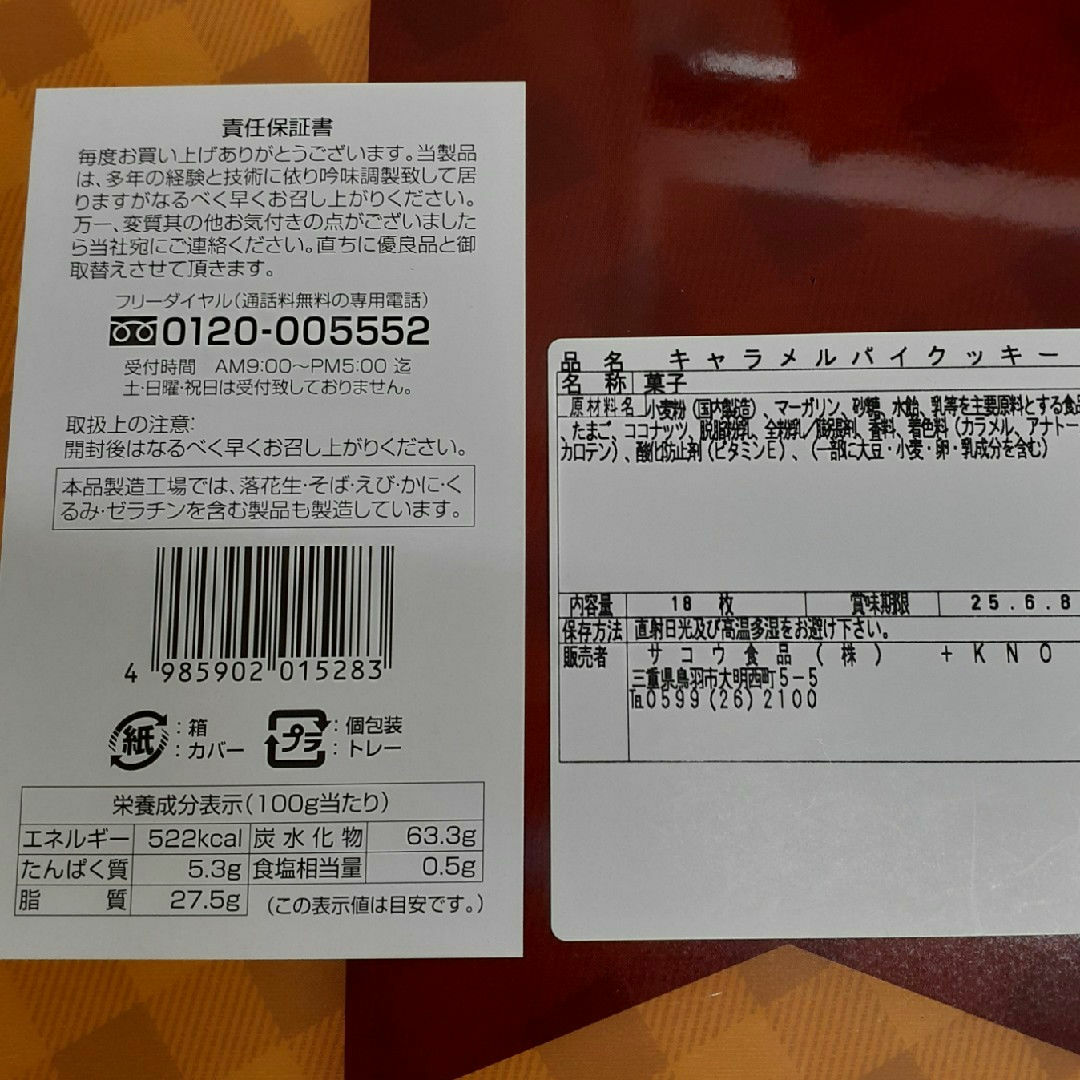 責任保証書
毎度お買い上げありがとうございます。当製品
は、多年の経験と技術に依り吟味調製致して居
りますがなるべく早くお召し上がりください。
万一、変質其の他お気付きの点がございました
ら当社宛にご連絡ください。直ちに優良品と御
取替えさせて頂きます。
フリーダイヤル(通話料無料の専用電話)
0120-005552
受付時間 AM9:00～PM5:00 迄
土・日曜・祝日は受付致しておりません。
取扱上の注意:
開封後はなるべく早くお召し上がりください。
本品製造工場では、落花生・そば・えび・かに・く
るみ・ゼラチンを含む製品も製造しています。
4 985902 015283
紙 : 箱 : カバー
プラ : 個包装 : トレー
栄養成分表示(100g当たり)
エネルギー 522kcal 炭水化物 63.3g
たんぱく質 5.3g 食塩相当量 0.5g
脂質 27.5g (この表示値は目安です。)
品名 キャラメルパイクッキー
名称 菓子
原材料名 小麦粉(国内製造)、マーガリン、砂糖、水飴、乳等を主要原料とする食品
、たまご、ココナッツ、脱脂粉乳、全粉乳/膨張剤、香料、着色料(カラメル、アナトー
カロテン)、酸化防止剤(ビタミンE)、(一部に大豆・小麦・卵・乳成分を含む)
内容量 18枚 賞味期限 25.6.8
保存方法 直射日光及び高温多湿をお避け下さい。
販売者 サコウ食品(株) +KNO
三重県鳥羽市大明西町5-5
℡0599(26)2100